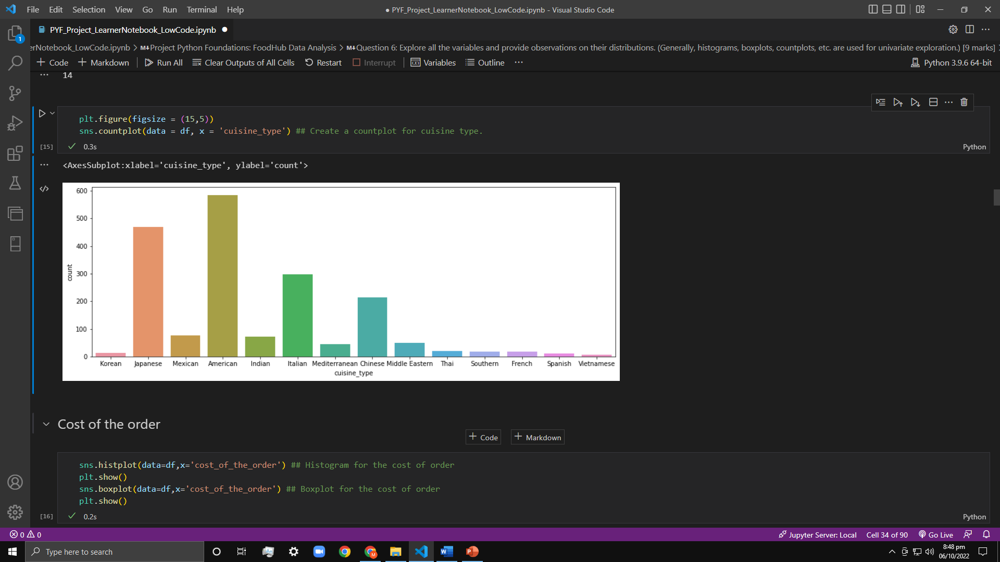 File Edit Selection View Go Run Terminal Help
● PYF_Project_LearnerNotebook_LowCode.ipynb - Visual Studio Code
PYF_Project_LearnerNotebook_LowCode.ipynb ●
erNotebook_LowCode.ipynb > M↓Project Python Foundations: FoodHub Data Analysis > M↓Question 6: Explore all the variables and provide observations on their distributions. (Generally, histograms, boxplots, countplots, etc. are used for univariate exploration.) [9 marks]
+ Code + Markdown Run All Clear Outputs of All Cells Restart Interrupt Variables Outline ···
Python 3.9.6 64-bit
··· 14
plt.figure(figsize = (15,5))
sns.countplot(data = df, x = 'cuisine_type') ## Create a countplot for cuisine type.
[15] ✓ 0.3s
Python
··· <AxesSubplot:xlabel='cuisine_type', ylabel='count'>
600
500
400
300
200
100
0
count
Korean Japanese Mexican American Indian Italian Mediterranean Chinese Middle Eastern Thai Southern French Spanish Vietnamese
cuisine_type
Cost of the order
+ Code + Markdown
sns.histplot(data=df,x='cost_of_the_order') ## Histogram for the cost of order
plt.show()
sns.boxplot(data=df,x='cost_of_the_order') ## Boxplot for the cost of order
plt.show()
[16] ✓ 0.2s
Python
1
0 0
Jupyter Server: Local Cell 34 of 90 Go Live
Type here to search
M
W
P
8:48 pm
06/10/2022